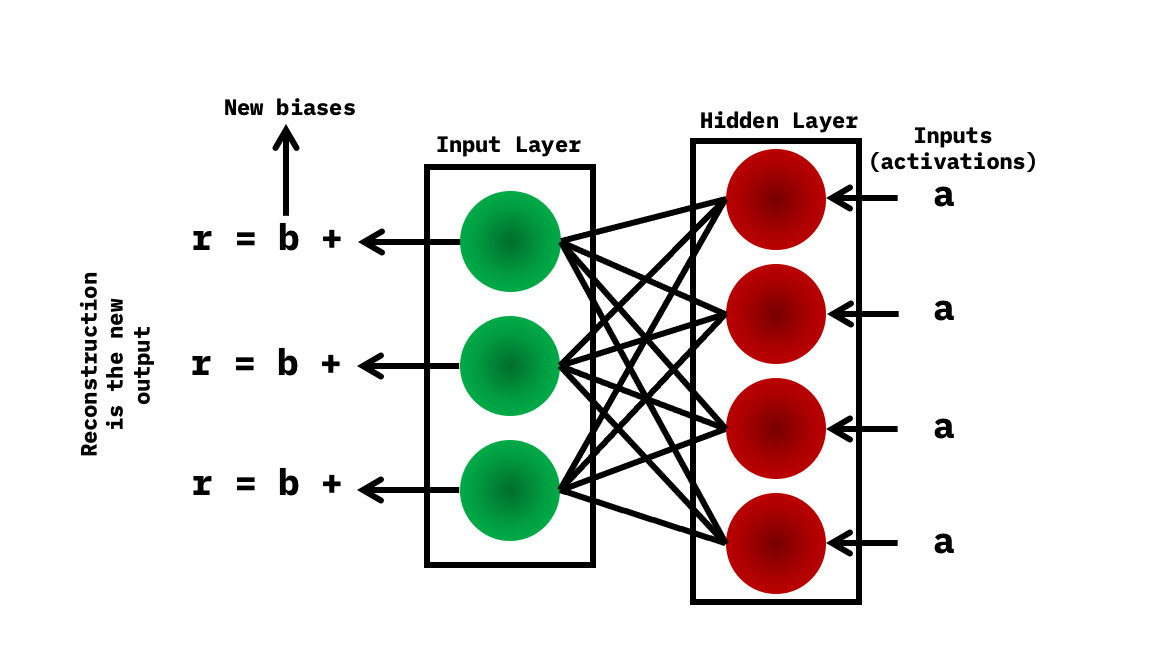 New biases
Input Layer
Hidden Layer
Inputs
(activations)
r = b +
r = b +
r = b +
a
a
a
a
Reconstruction
is the new
output